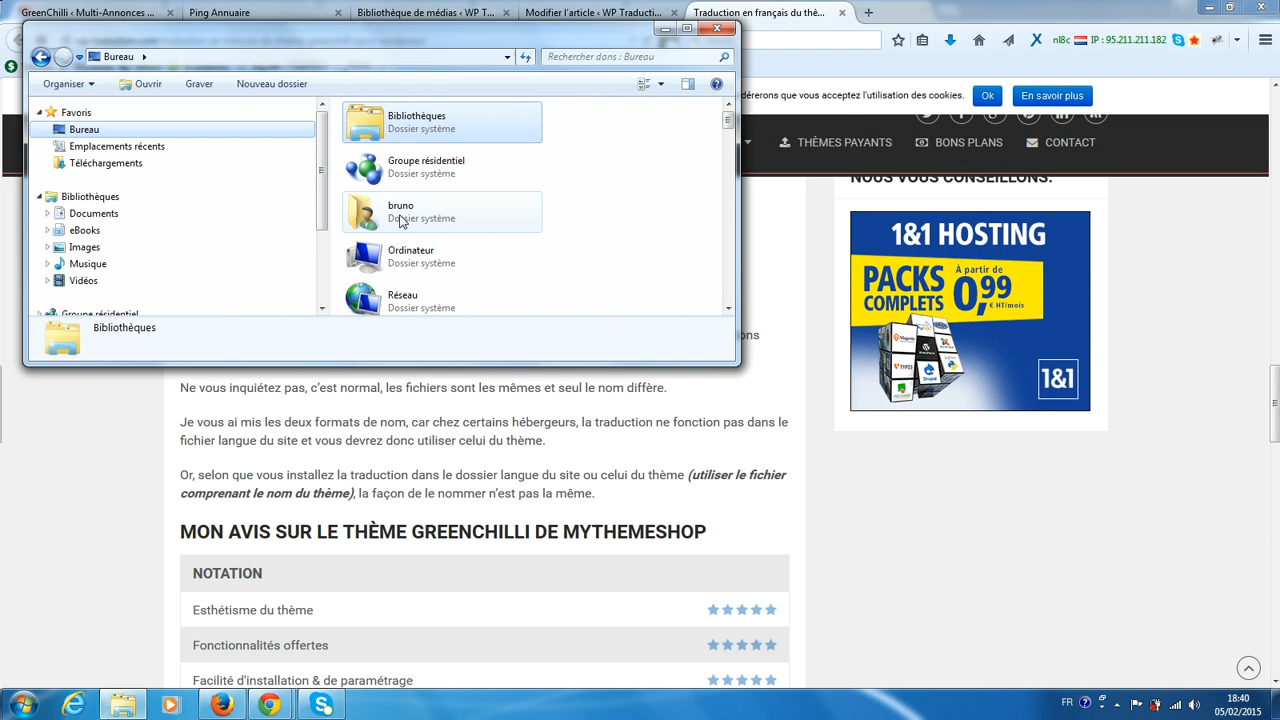 GreenChilli ‹ Multi-Annonces ...
Ping Annuaire
Bibliothèque de médias ‹ WP T...
Modifier l'article ‹ WP Traductio...
Traduction en français du thè...
Bureau
Rechercher dans : Bureau
nl8c IP : 95.211.211.182
Organiser
Ouvrir
Graver
Nouveau dossier
dérerons que vous acceptez l'utilisation des cookies.
Ok
En savoir plus
Favoris
Bureau
Emplacements récents
Téléchargements
Bibliothèques
Documents
eBooks
Images
Musique
Vidéos
Groupe résidentiel
Bibliothèques
Dossier système
Groupe résidentiel
Dossier système
bruno
Dossier système
Ordinateur
Dossier système
Réseau
Dossier système
Bibliothèques
THÈMES PAYANTS
BONS PLANS
CONTACT
NOUS VOUS CONSEILLONS:
1&1 HOSTING
PACKS
COMPLETS
À partir de
0,99
€ HT/mois
1&1
ons
Ne vous inquiétez pas, c'est normal, les fichiers sont les mêmes et seul le nom diffère.
Je vous ai mis les deux formats de nom, car chez certains hébergeurs, la traduction ne fonction pas dans le
fichier langue du site et vous devrez donc utiliser celui du thème.
Or, selon que vous installez la traduction dans le dossier langue du site ou celui du thème (utiliser le fichier
comprenant le nom du thème), la façon de le nommer n'est pas la même.
MON AVIS SUR LE THÈME GREENCHILLI DE MYTHEMESHOP
NOTATION
Esthétisme du thème
Fonctionnalités offertes
Facilité d'installation & de paramétrage
FR
18:40
05/02/2015